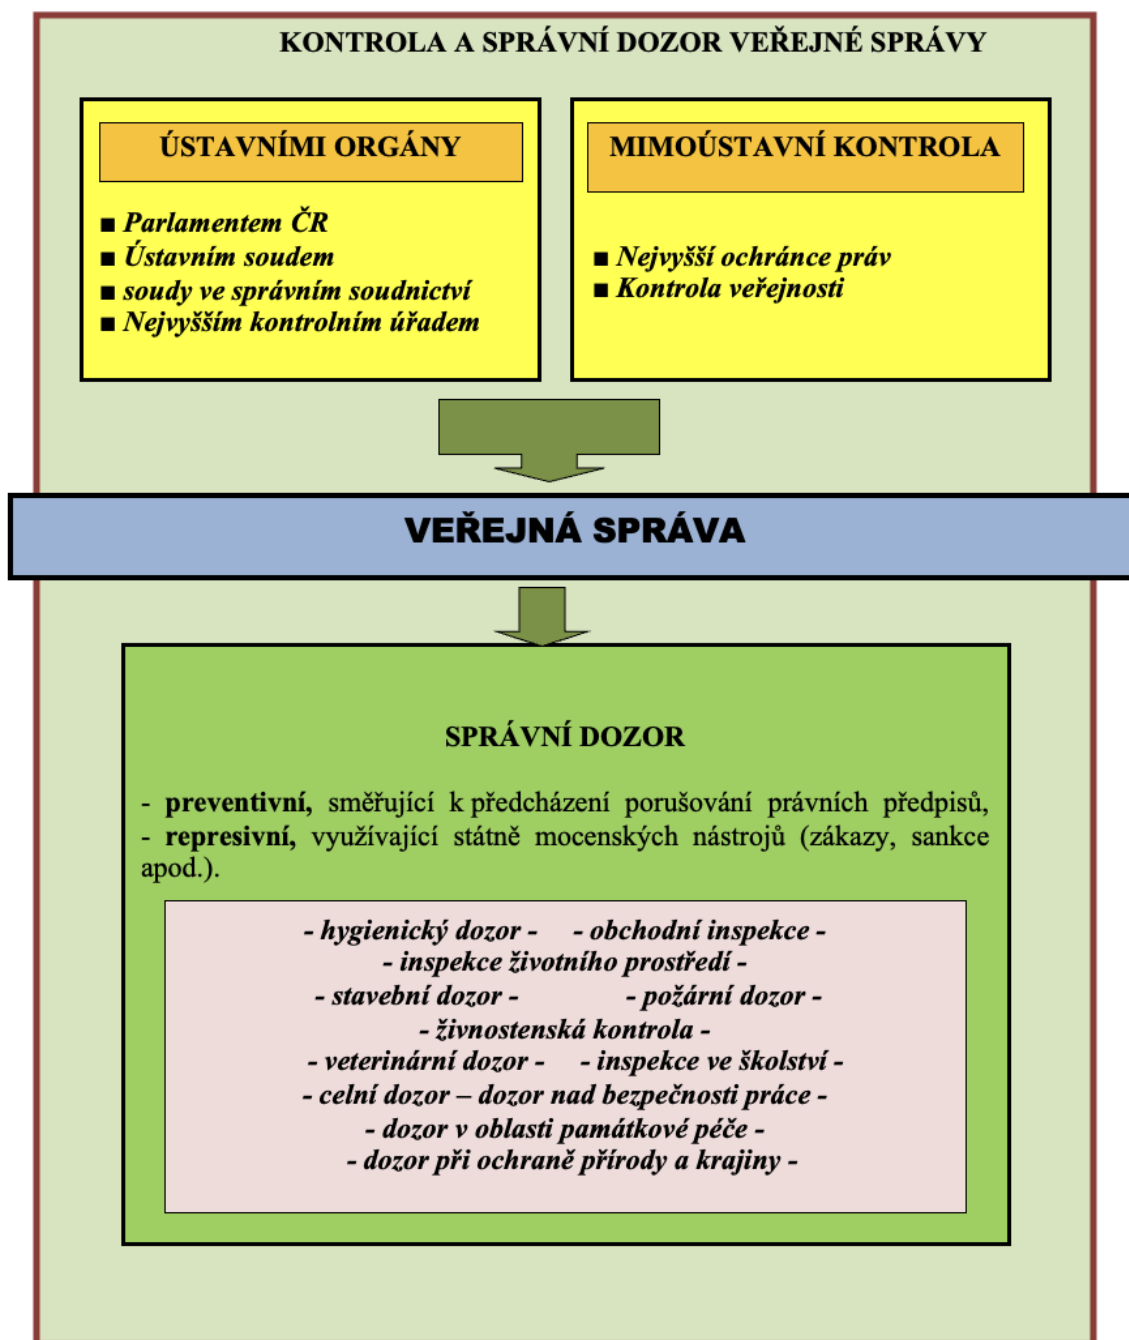 KONTROLA A SPRÁVNÍ DOZOR VEŘEJNÉ SPRÁVY
ÚSTAVNÍMI ORGÁNY
■ Parlamentem ČR
■ Ústavním soudem
■ soudy ve správním soudnictví
■ Nejvyšším kontrolním úřadem
MIMOÚSTAVNÍ KONTROLA
■ Nejvyšší ochránce práv
■ Kontrola veřejnosti
VEŘEJNÁ SPRÁVA
SPRÁVNÍ DOZOR
- preventivní, směřující k předcházení porušování právních předpisů,
- represivní, využívající státně mocenských nástrojů (zákazy, sankce
apod.).
- hygienický dozor - - obchodní inspekce -
- inspekce životního prostředí -
- stavební dozor - - požární dozor -
- živnostenská kontrola -
- veterinární dozor - - inspekce ve školství -
- celní dozor – dozor nad bezpečnosti práce -
- dozor v oblasti památkové péče -
- dozor při ochraně přírody a krajiny -